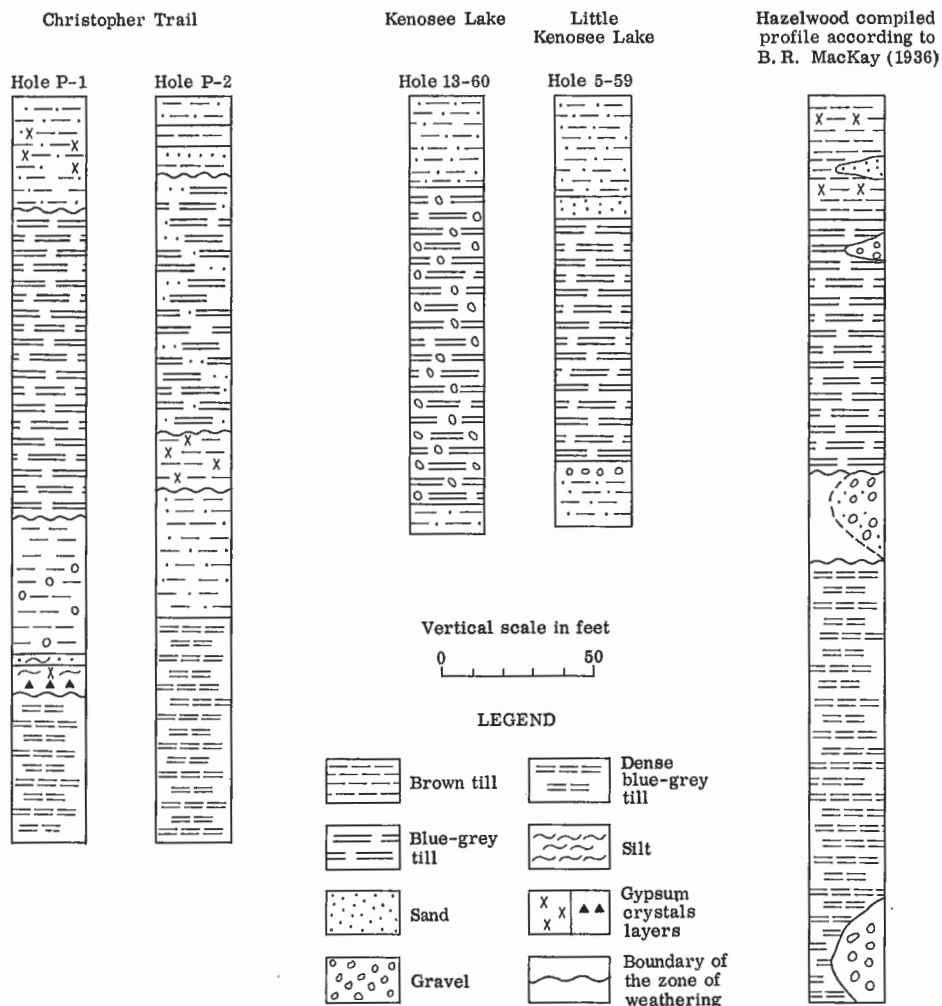 Christopher Trail
Kenosee Lake
Little
Kenosee Lake
Hazelwood compiled
profile according to
B. R. MacKay (1936)
Hole P-1
Hole P-2
Hole 13-60
Hole 5-59
Vertical scale in feet
0
50
LEGEND
Brown till
Dense
blue-grey
till
Blue-grey
till
Silt
Sand
Gypsum
crystals
layers
Gravel
Boundary of
the zone of
weathering